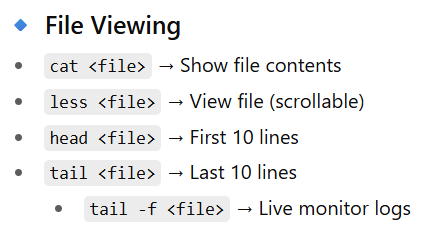 File Viewing
cat <file> → Show file contents
less <file> → View file (scrollable)
head <file> → First 10 lines
tail <file> → Last 10 lines
tail -f <file> → Live monitor logs